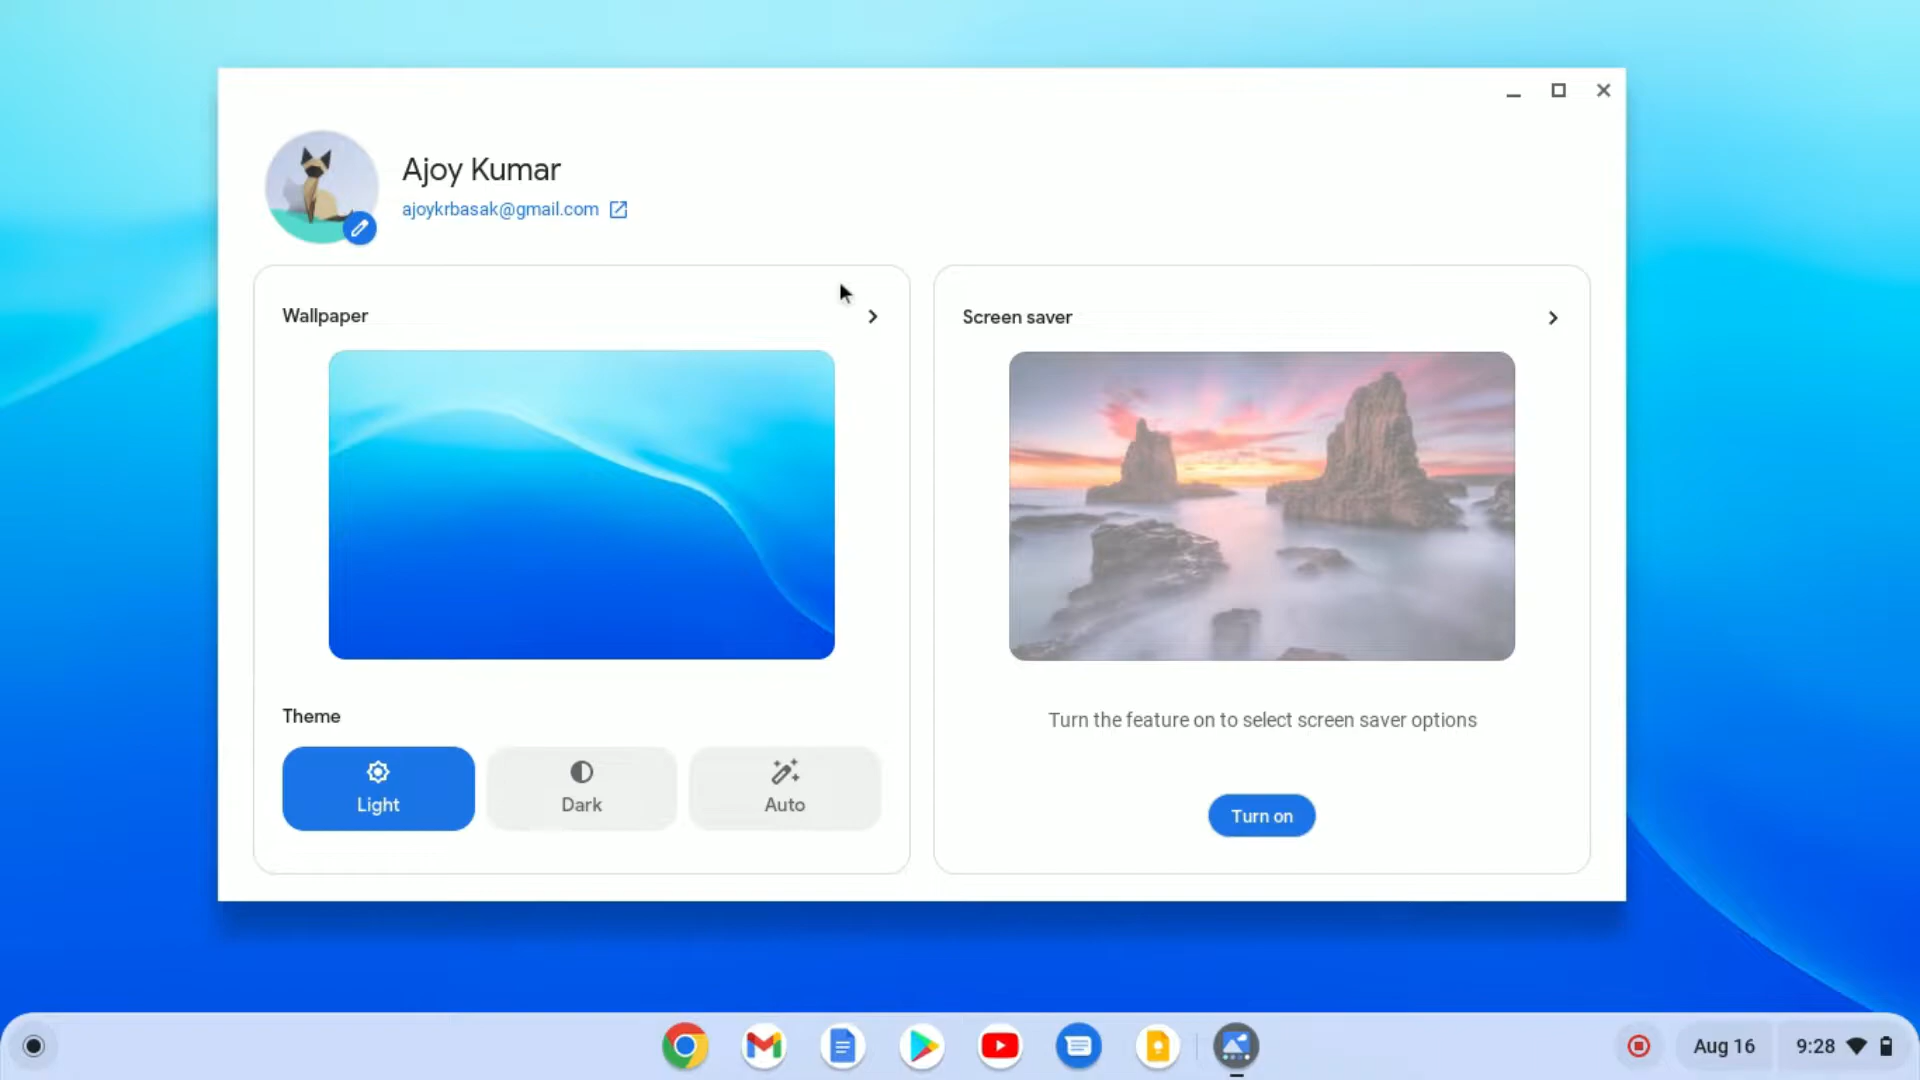 Ajoy Kumar
ajoykrbasak@gmail.com
Wallpaper
Screen saver
Theme
Light
Dark
Auto
Turn the feature on to select screen saver options
Turn on
Aug 16
9:28